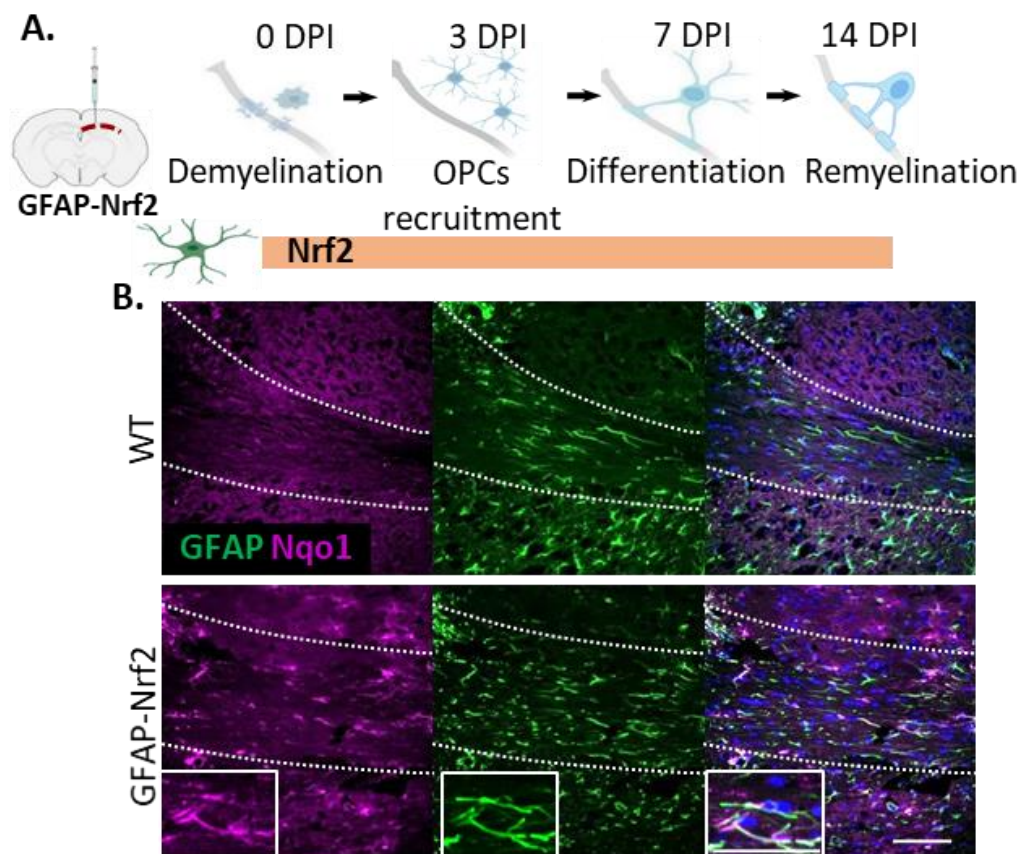 A.
0 DPI
3 DPI
7 DPI
14 DPI
Demyelination
OPCs
recruitment
Differentiation
Remyelination
GFAP-Nrf2
Nrf2
B.
WT
GFAP Nqo1
GFAP-Nrf2